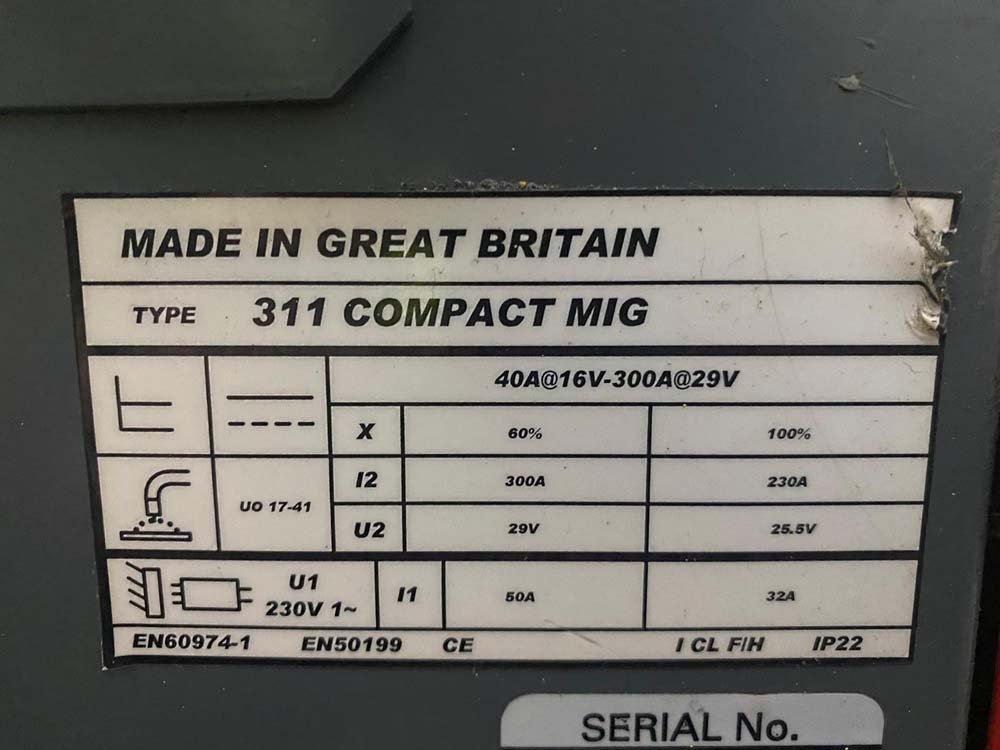 MADE IN GREAT BRITAIN
TYPE 311 COMPACT MIG
40A@16V-300A@29V
X 60% 100%
I2 300A 230A
UO 17-41
U2 29V 25.5V
U1
230V 1~ I1 50A 32A
EN60974-1 EN50199 CE I CL F/H IP22
SERIAL No.